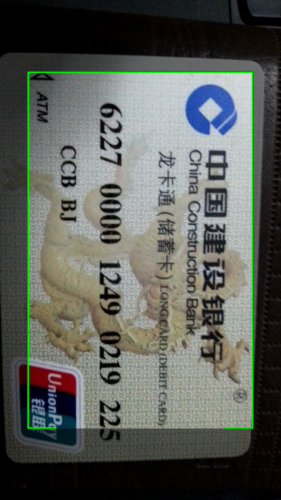 中国建设银行®
China Construction Bank
龙卡通(储蓄卡) LONG CARD (DEBIT CARD)
6227 0000 1249 0219 225
CCB BJ
ATM
UnionPay
银联